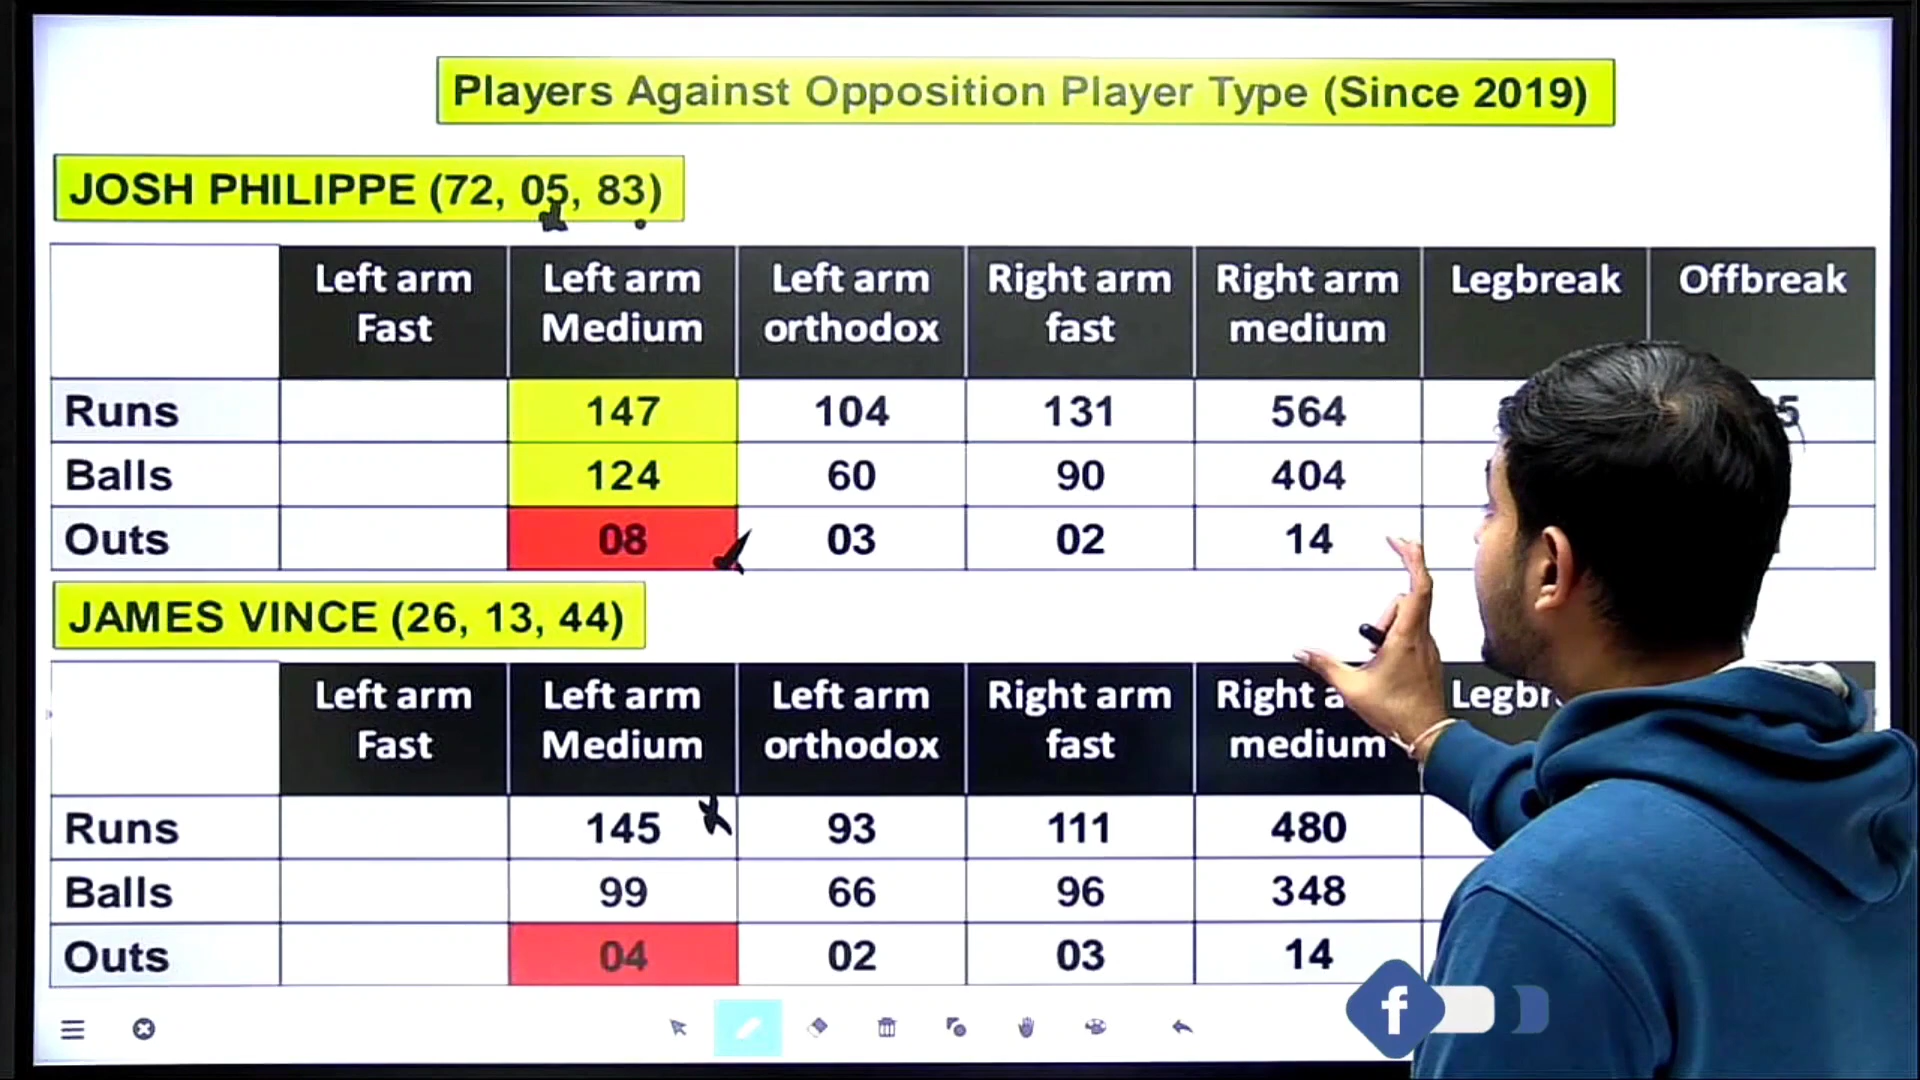 Players Against Opposition Player Type (Since 2019)
JOSH PHILIPPE (72, 05, 83)
Left arm Fast Left arm Medium Left arm orthodox Right arm fast Right arm medium Legbreak Offbreak
Runs 147 104 131 564
Balls 124 60 90 404
Outs 08 03 02 14
JAMES VINCE (26, 13, 44)
Left arm Fast Left arm Medium Left arm orthodox Right arm fast Right medium
Runs 145 93 111 480
Balls 99 66 96 348
Outs 04 02 03 14
f